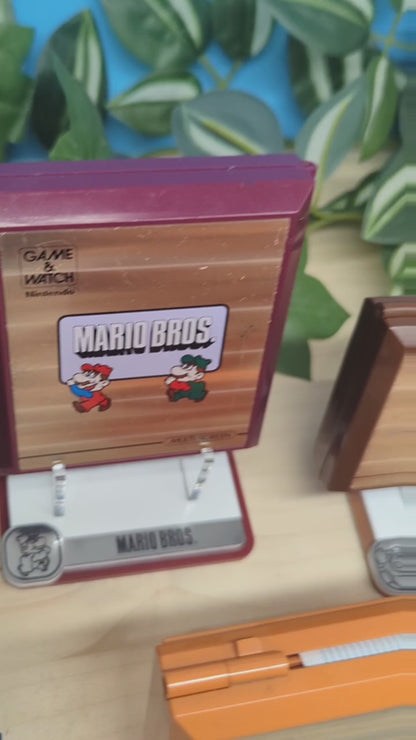 GAME
&
WATCH
Nintendo
MARIO BROS.
MULTI SCREEN
MARIO BROS.